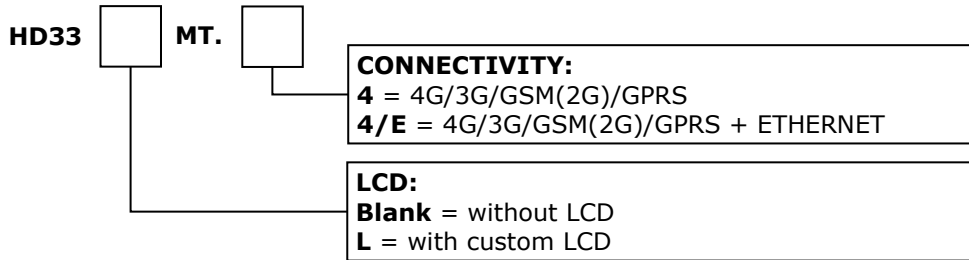 HD33 MT.
CONNECTIVITY:
4 = 4G/3G/GSM(2G)/GPRS
4/E = 4G/3G/GSM(2G)/GPRS + ETHERNET
LCD:
Blank = without LCD
L = with custom LCD